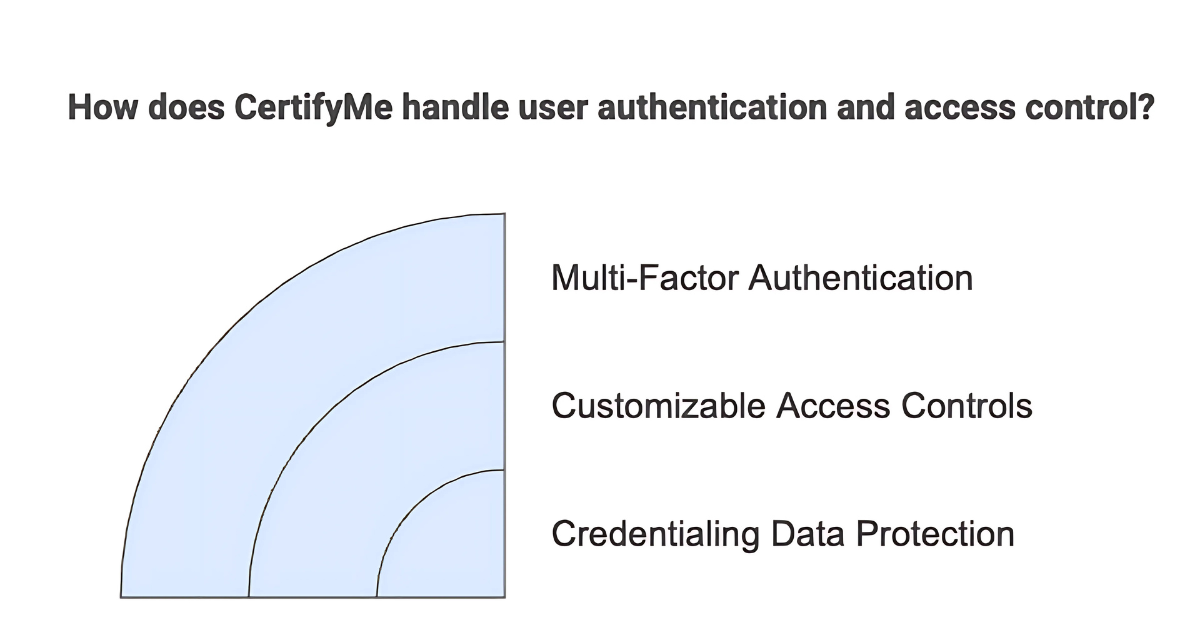 How does CertifyMe handle user authentication and access control?
Multi-Factor Authentication
Customizable Access Controls
Credentialing Data Protection